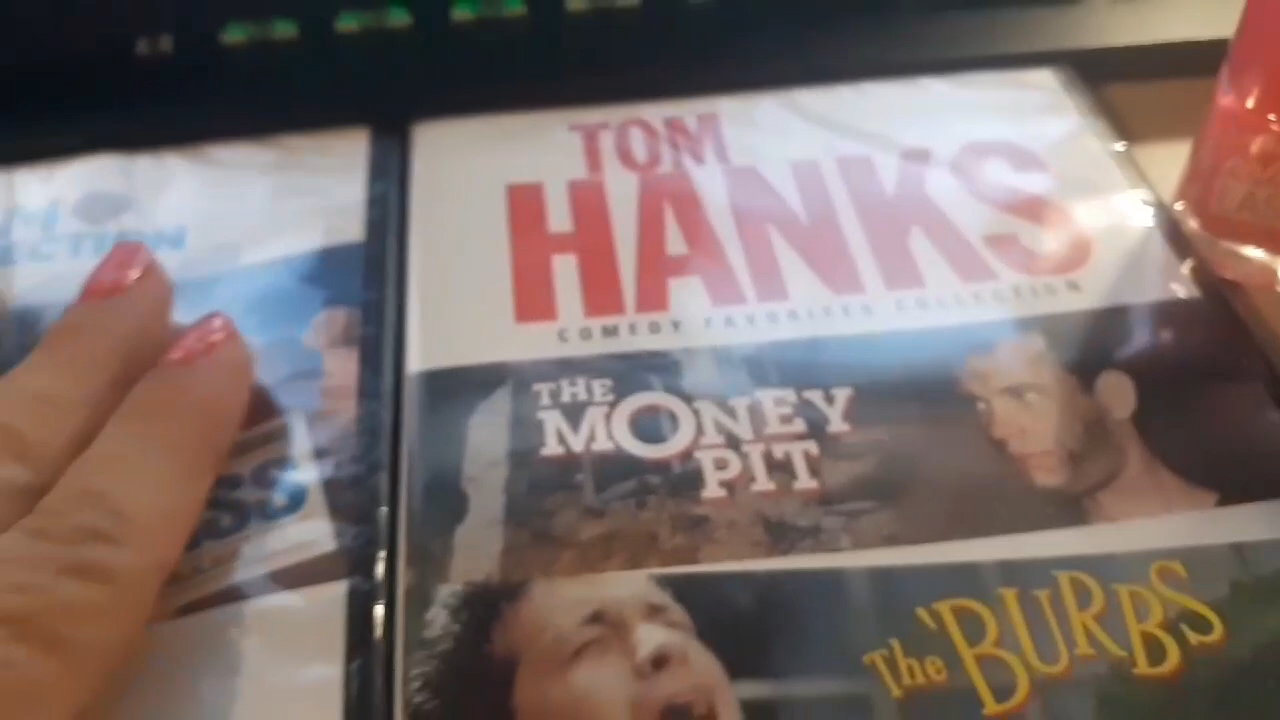 TOM
HANKS
COMEDY FAVORITES COLLECTION
THE
MONEY
PIT
The 'BURBS